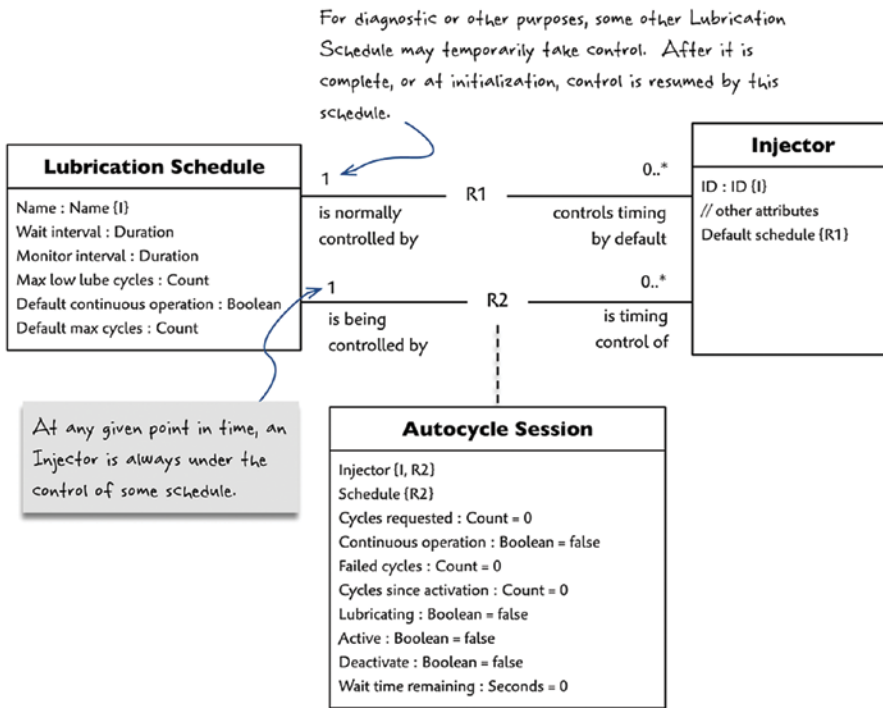 For diagnostic or other purposes, some other Lubrication
Schedule may temporarily take control. After it is
complete, or at initialization, control is resumed by this
schedule.
Lubrication Schedule
Name : Name {I}
Wait interval : Duration
Monitor interval : Duration
Max low lube cycles : Count
Default continuous operation : Boolean
Default max cycles : Count
1
is normally
controlled by
R1
0..*
controls timing
by default
Injector
ID : ID {I}
// other attributes
Default schedule {R1}
1
is being
controlled by
R2
0..*
is timing
control of
At any given point in time, an
Injector is always under the
control of some schedule.
Autocycle Session
Injector {I, R2}
Schedule {R2}
Cycles requested : Count = 0
Continuous operation : Boolean = false
Failed cycles : Count = 0
Cycles since activation : Count = 0
Lubricating : Boolean = false
Active : Boolean = false
Deactivate : Boolean = false
Wait time remaining : Seconds = 0